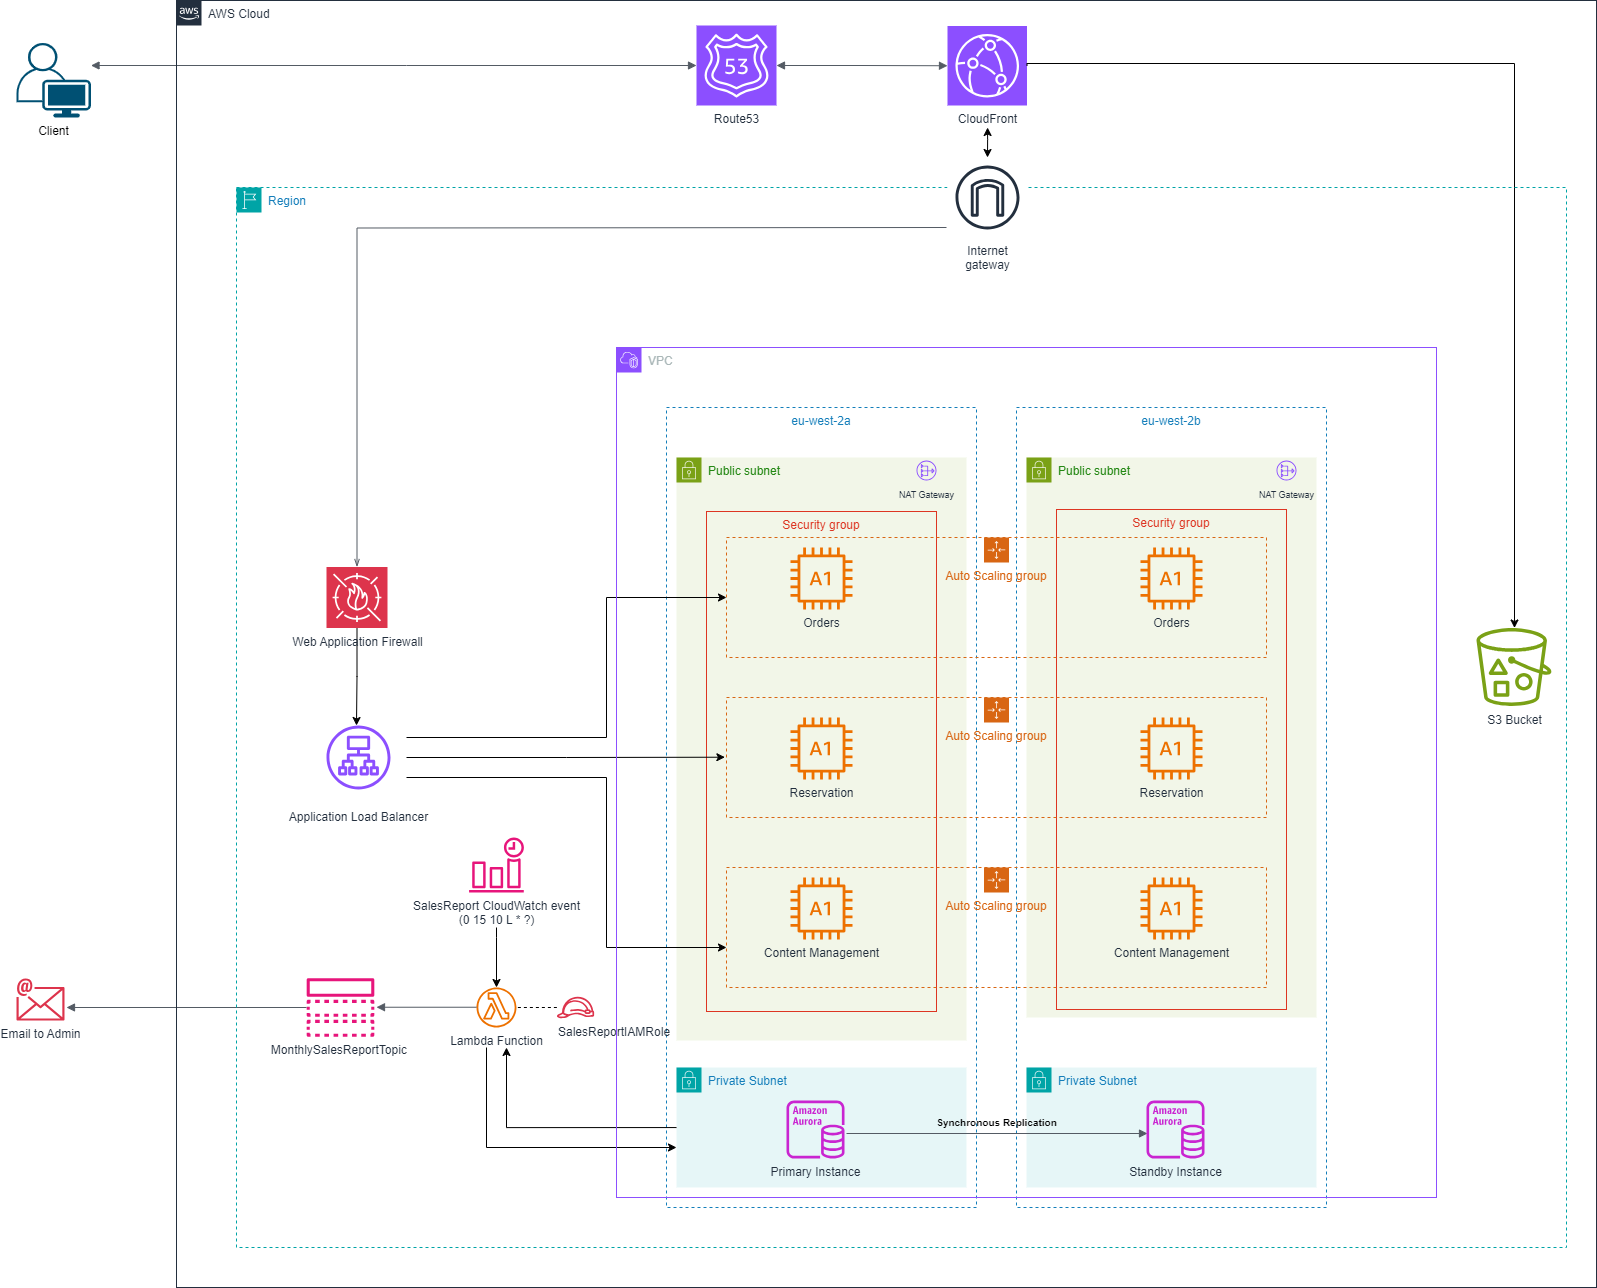 aws
AWS Cloud
Client
53
Route53
CloudFront
Region
Internet
gateway
VPC
eu-west-2a
eu-west-2b
Public subnet
NAT Gateway
Public subnet
NAT Gateway
Security group
Security group
A1
Orders
Auto Scaling group
A1
Orders
Web Application Firewall
S3 Bucket
A1
Reservation
Auto Scaling group
A1
Reservation
Application Load Balancer
SalesReport CloudWatch event
(0 15 10 L * ?)
A1
Content Management
Auto Scaling group
A1
Content Management
@
Email to Admin
MonthlySalesReportTopic
Lambda Function
SalesReportIAMRole
Private Subnet
Private Subnet
Amazon
Aurora
Primary Instance
Synchronous Replication
Amazon
Aurora
Standby Instance